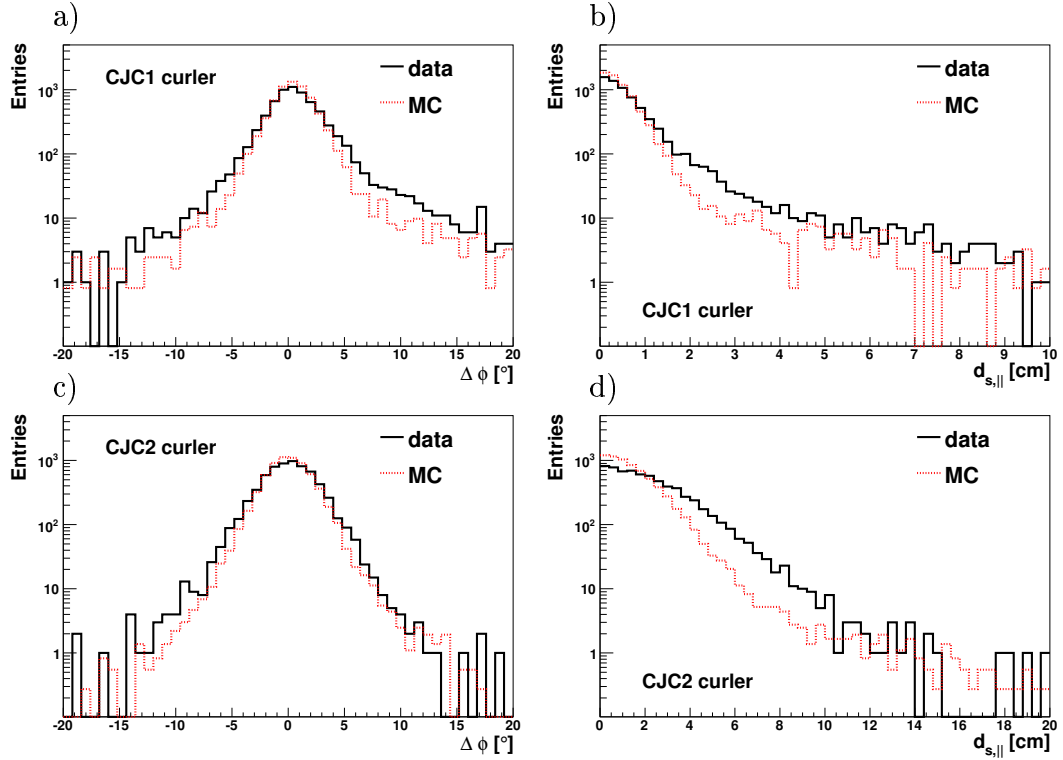 a)
Entries
CJC1 curler
data
MC
10³
10²
10
1
-20 -15 -10 -5 0 5 10 15 20
Δ ϕ [°]
b)
Entries
data
MC
CJC1 curler
10³
10²
10
1
0 1 2 3 4 5 6 7 8 9 10
d_{s,||} [cm]
c)
Entries
CJC2 curler
data
MC
10³
10²
10
1
-20 -15 -10 -5 0 5 10 15 20
Δ ϕ [°]
d)
Entries
data
MC
CJC2 curler
10³
10²
10
1
0 2 4 6 8 10 12 14 16 18 20
d_{s,||} [cm]